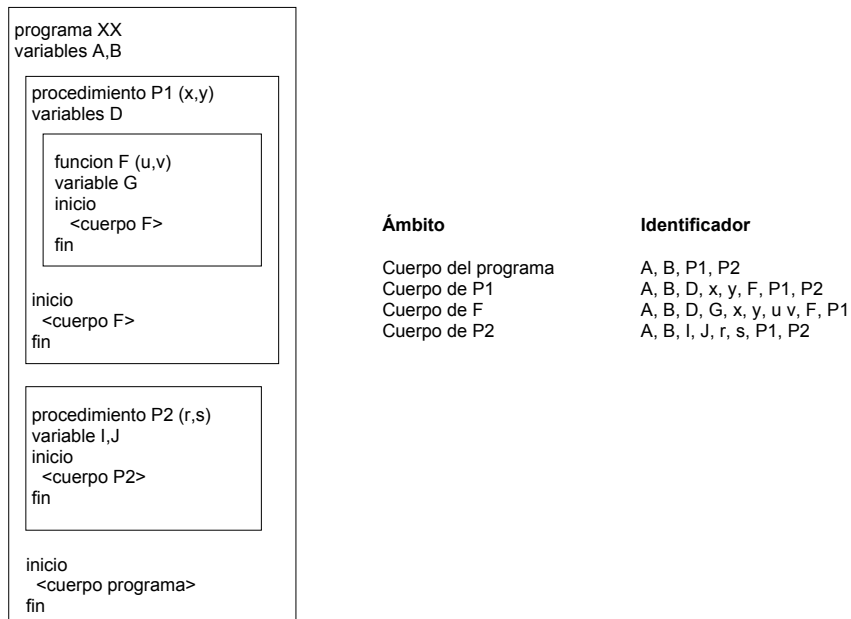 programa XX
variables A,B
procedimiento P1 (x,y)
variables D
funcion F (u,v)
variable G
inicio
<cuerpo F>
fin
inicio
<cuerpo F>
fin
procedimiento P2 (r,s)
variable I,J
inicio
<cuerpo P2>
fin
inicio
<cuerpo programa>
fin
Ámbito Identificador
Cuerpo del programa A, B, P1, P2
Cuerpo de P1 A, B, D, x, y, F, P1, P2
Cuerpo de F A, B, D, G, x, y, u v, F, P1
Cuerpo de P2 A, B, I, J, r, s, P1, P2